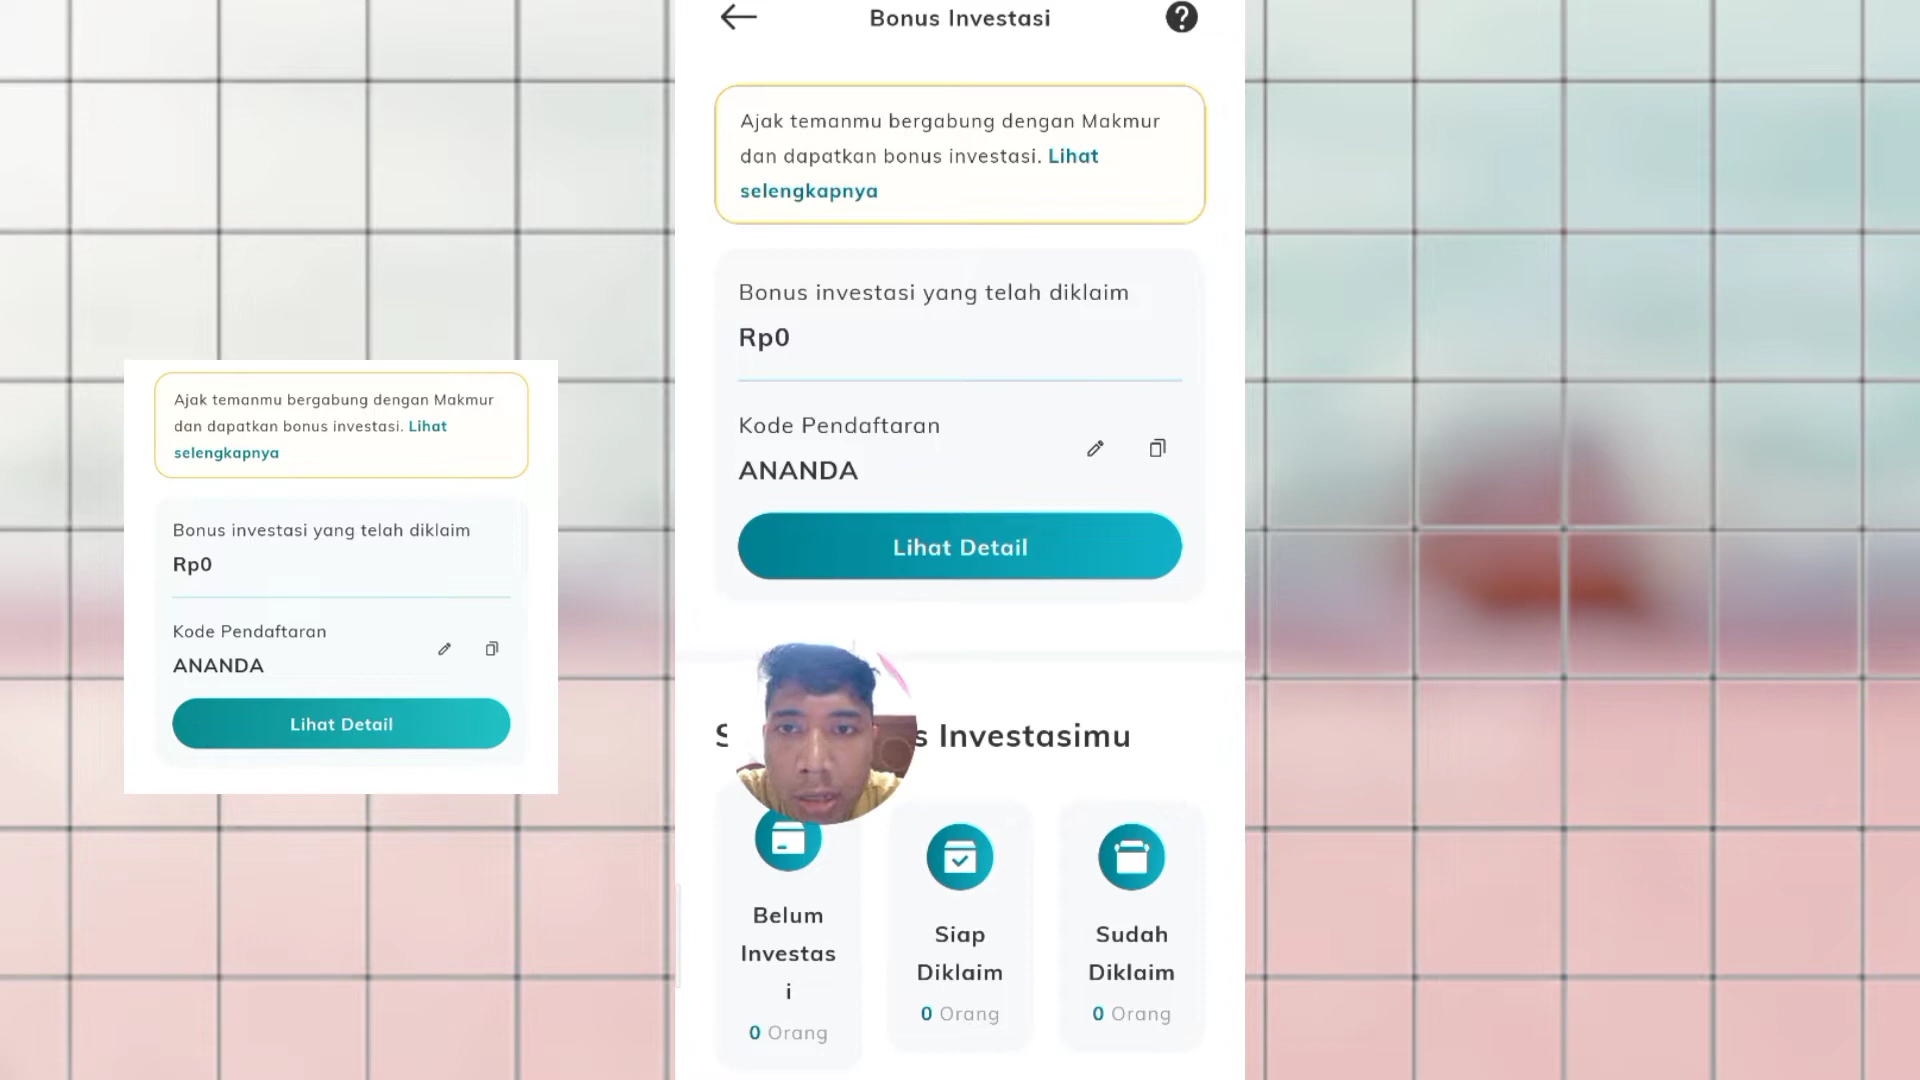 Bonus Investasi
Ajak temanmu bergabung dengan Makmur
dan dapatkan bonus investasi. Lihat
selengkapnya
Bonus investasi yang telah diklaim
Rp0
Kode Pendaftaran
ANANDA
Lihat Detail
Investasimu
Belum
Investas
i
0 Orang
Siap
Diklaim
0 Orang
Sudah
Diklaim
0 Orang
Ajak temanmu bergabung dengan Makmur
dan dapatkan bonus investasi. Lihat
selengkapnya
Bonus investasi yang telah diklaim
Rp0
Kode Pendaftaran
ANANDA
Lihat Detail